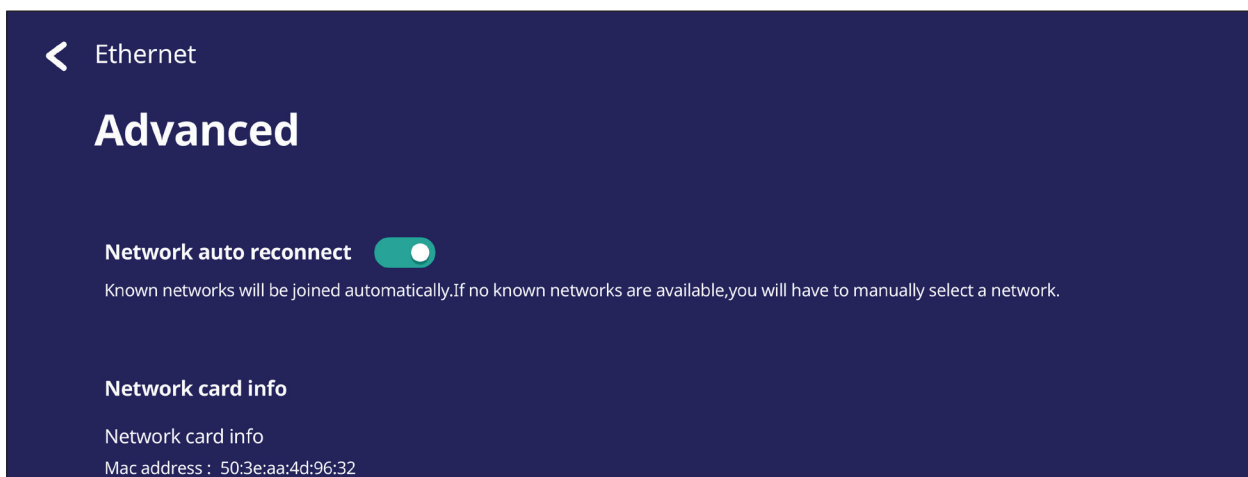 Ethernet
Advanced
Network auto reconnect
Known networks will be joined automatically.If no known networks are available,you will have to manually select a network.
Network card info
Network card info
Mac address : 50:3e:aa:4d:96:32